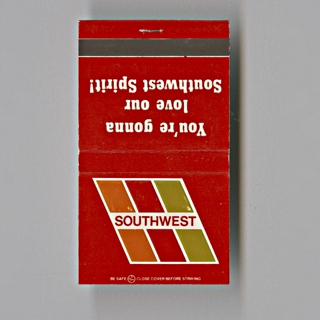 You're gonna
love our
Southwest Spirit!
SOUTHWEST
BE SAFE CLOSE COVER BEFORE STRIKING